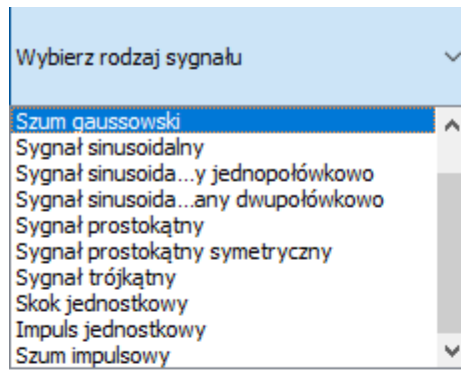 Wybierz rodzaj sygnału
Szum gaussowski
Sygnał sinusoidalny
Sygnał sinusoida...y jednopołówkowo
Sygnał sinusoida...any dwupołówkowo
Sygnał prostokątny
Sygnał prostokątny symetryczny
Sygnał trójkątny
Skok jednostkowy
Impuls jednostkowy
Szum impulsowy